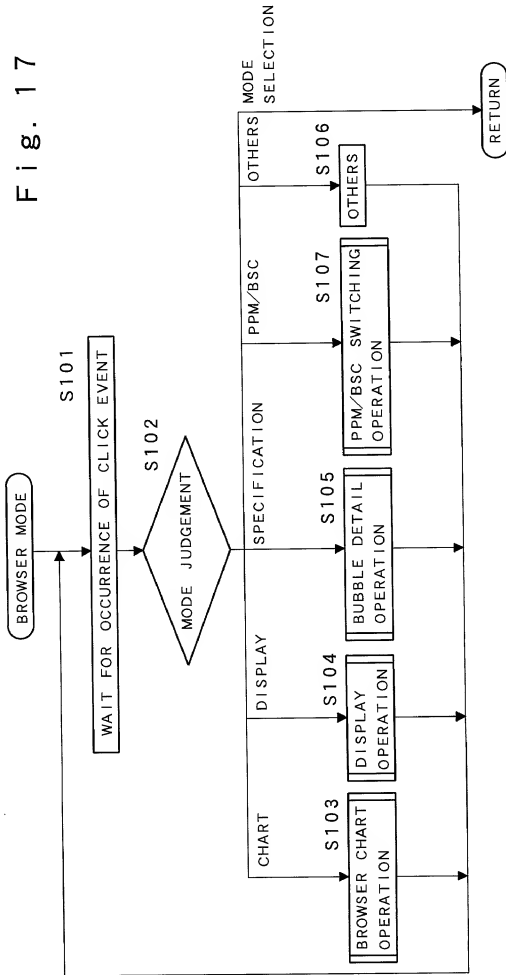 Fig. 17
BROWSER MODE
S101
WAIT FOR OCCURRENCE OF CLICK EVENT
S102
MODE JUDGEMENT
CHART
DISPLAY
SPECIFICATION
PPM/BSC
OTHERS
MODE
SELECTION
S103
BROWSER CHART
OPERATION
S104
DISPLAY
OPERATION
S105
BUBBLE DETAIL
OPERATION
S107
PPM/BSC SWITCHING
OPERATION
S106
OTHERS
RETURN